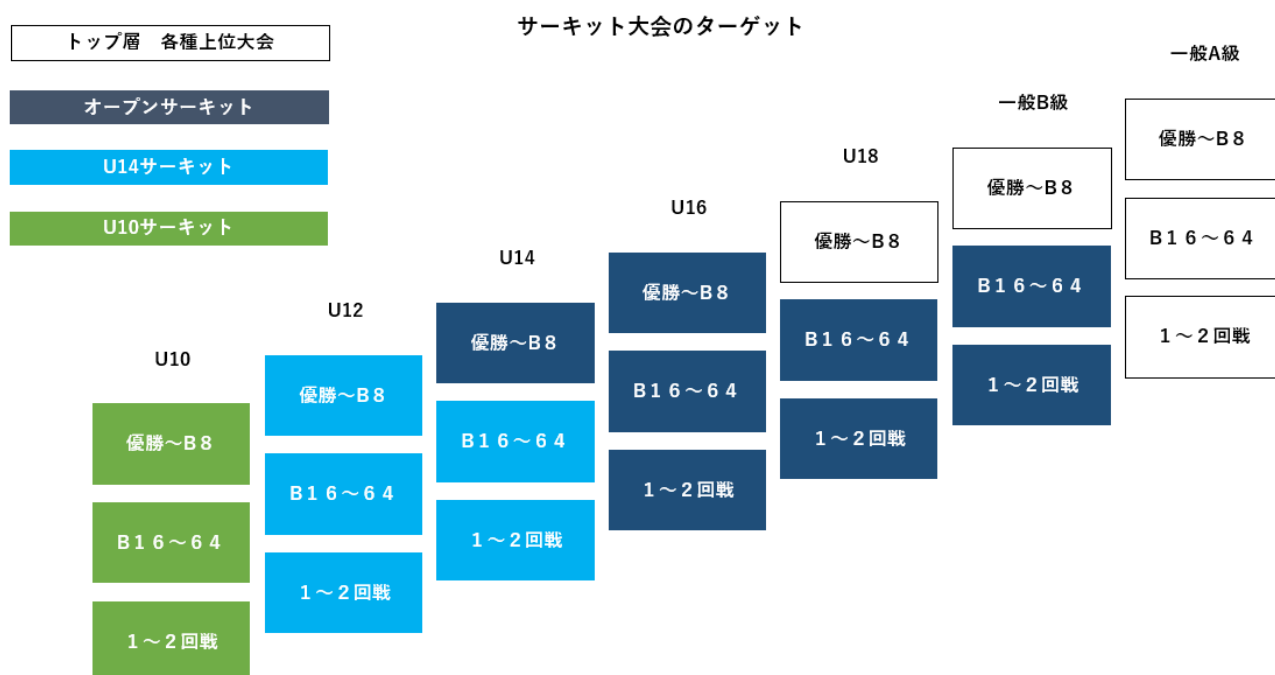 サーキット大会のターゲット
トップ層　各種上位大会
オープンサーキット
U14サーキット
U10サーキット
U10
優勝～B８
B１６～６４
１～２回戦
U12
優勝～B８
B１６～６４
１～２回戦
U14
優勝～B８
B１６～６４
１～２回戦
U16
優勝～B８
B１６～６４
１～２回戦
U18
優勝～B８
B１６～６４
１～２回戦
一般B級
優勝～B８
B１６～６４
１～２回戦
一般A級
優勝～B８
B１６～６４
１～２回戦